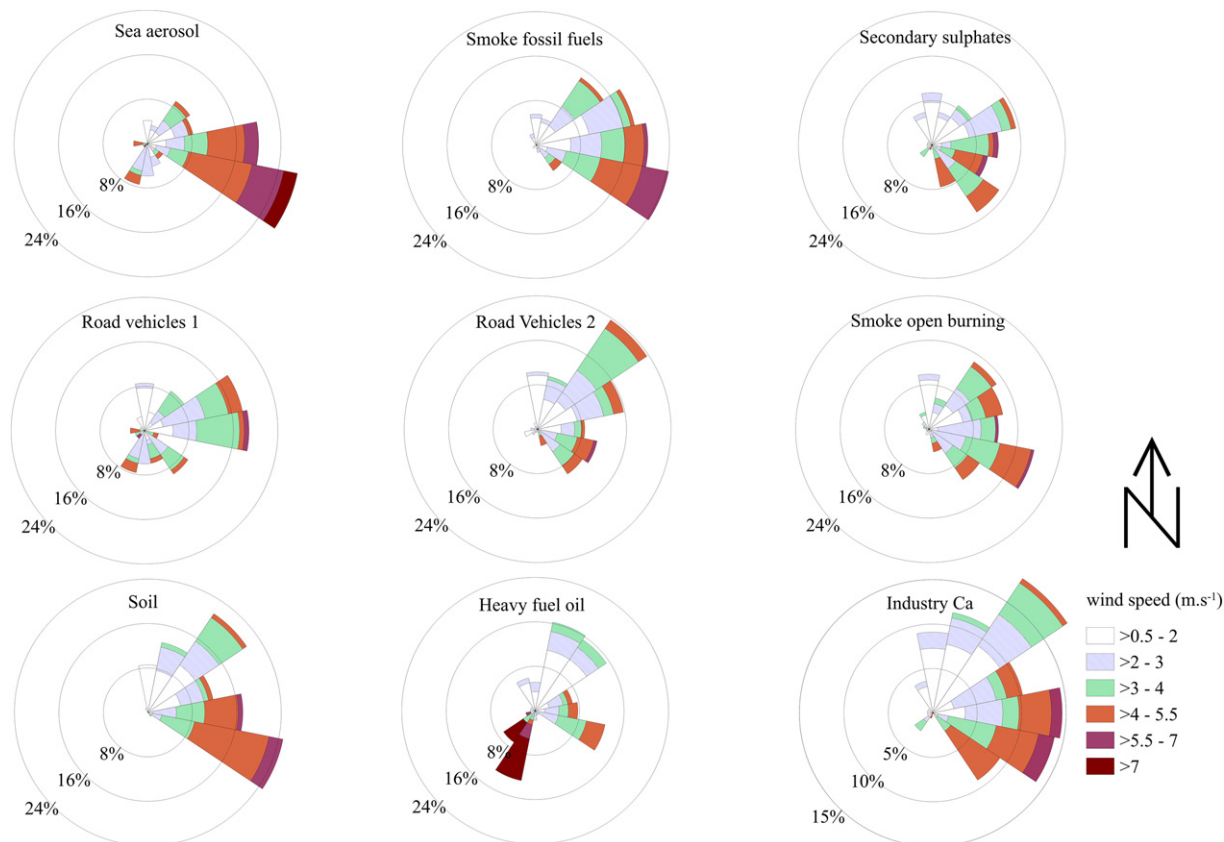 Sea aerosol
8%
16%
24%
Smoke fossil fuels
8%
16%
24%
Secondary sulphates
8%
16%
24%
Road vehicles 1
8%
16%
24%
Road Vehicles 2
8%
16%
24%
Smoke open burning
8%
16%
24%
N
Soil
8%
16%
24%
Heavy fuel oil
8%
16%
24%
Industry Ca
5%
10%
15%
wind speed (m.s⁻¹)
>0.5 - 2
>2 - 3
>3 - 4
>4 - 5.5
>5.5 - 7
>7